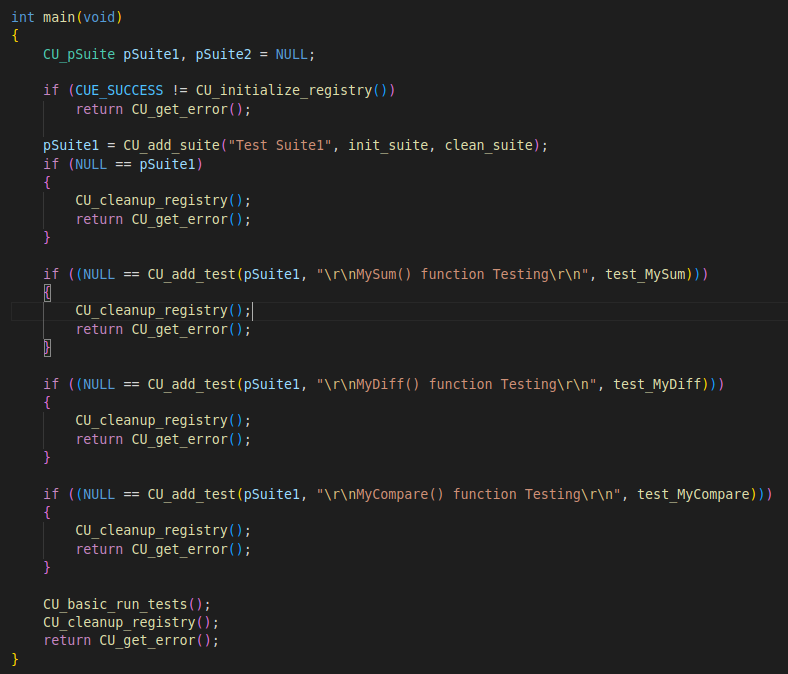 int main(void)
{
    CU_pSuite pSuite1, pSuite2 = NULL;

    if (CUE_SUCCESS != CU_initialize_registry())
        return CU_get_error();

    pSuite1 = CU_add_suite("Test Suite1", init_suite, clean_suite);
    if (NULL == pSuite1)
    {
        CU_cleanup_registry();
        return CU_get_error();
    }

    if ((NULL == CU_add_test(pSuite1, "\r\nMySum() function Testing\r\n", test_MySum)))
    {
        CU_cleanup_registry();
        return CU_get_error();
    }

    if ((NULL == CU_add_test(pSuite1, "\r\nMyDiff() function Testing\r\n", test_MyDiff)))
    {
        CU_cleanup_registry();
        return CU_get_error();
    }

    if ((NULL == CU_add_test(pSuite1, "\r\nMyCompare() function Testing\r\n", test_MyCompare)))
    {
        CU_cleanup_registry();
        return CU_get_error();
    }

    CU_basic_run_tests();
    CU_cleanup_registry();
    return CU_get_error();
}